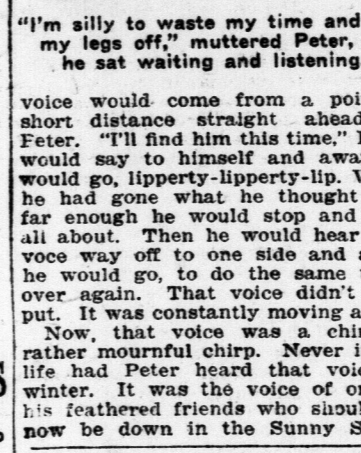 "I'm silly to waste my time and
my legs off," muttered Peter,
he sat waiting and listening
voice would come from a poi
short distance straight ahead
Feter. "I'll find him this time,"
would say to himself and awa
would go, lipperty-lipperty-lip.
he had gone what he thought
far enough he would stop and
all about. Then he would hear
voce way off to one side and
he would go, to do the same
over again. That voice didn't
put. It was constantly moving a
Now, that voice was a chi
rather mournful chirp. Never i
life had Peter heard that voi
winter. It was the voice of o
his feathered friends who shoul
now be down in the Sunny S